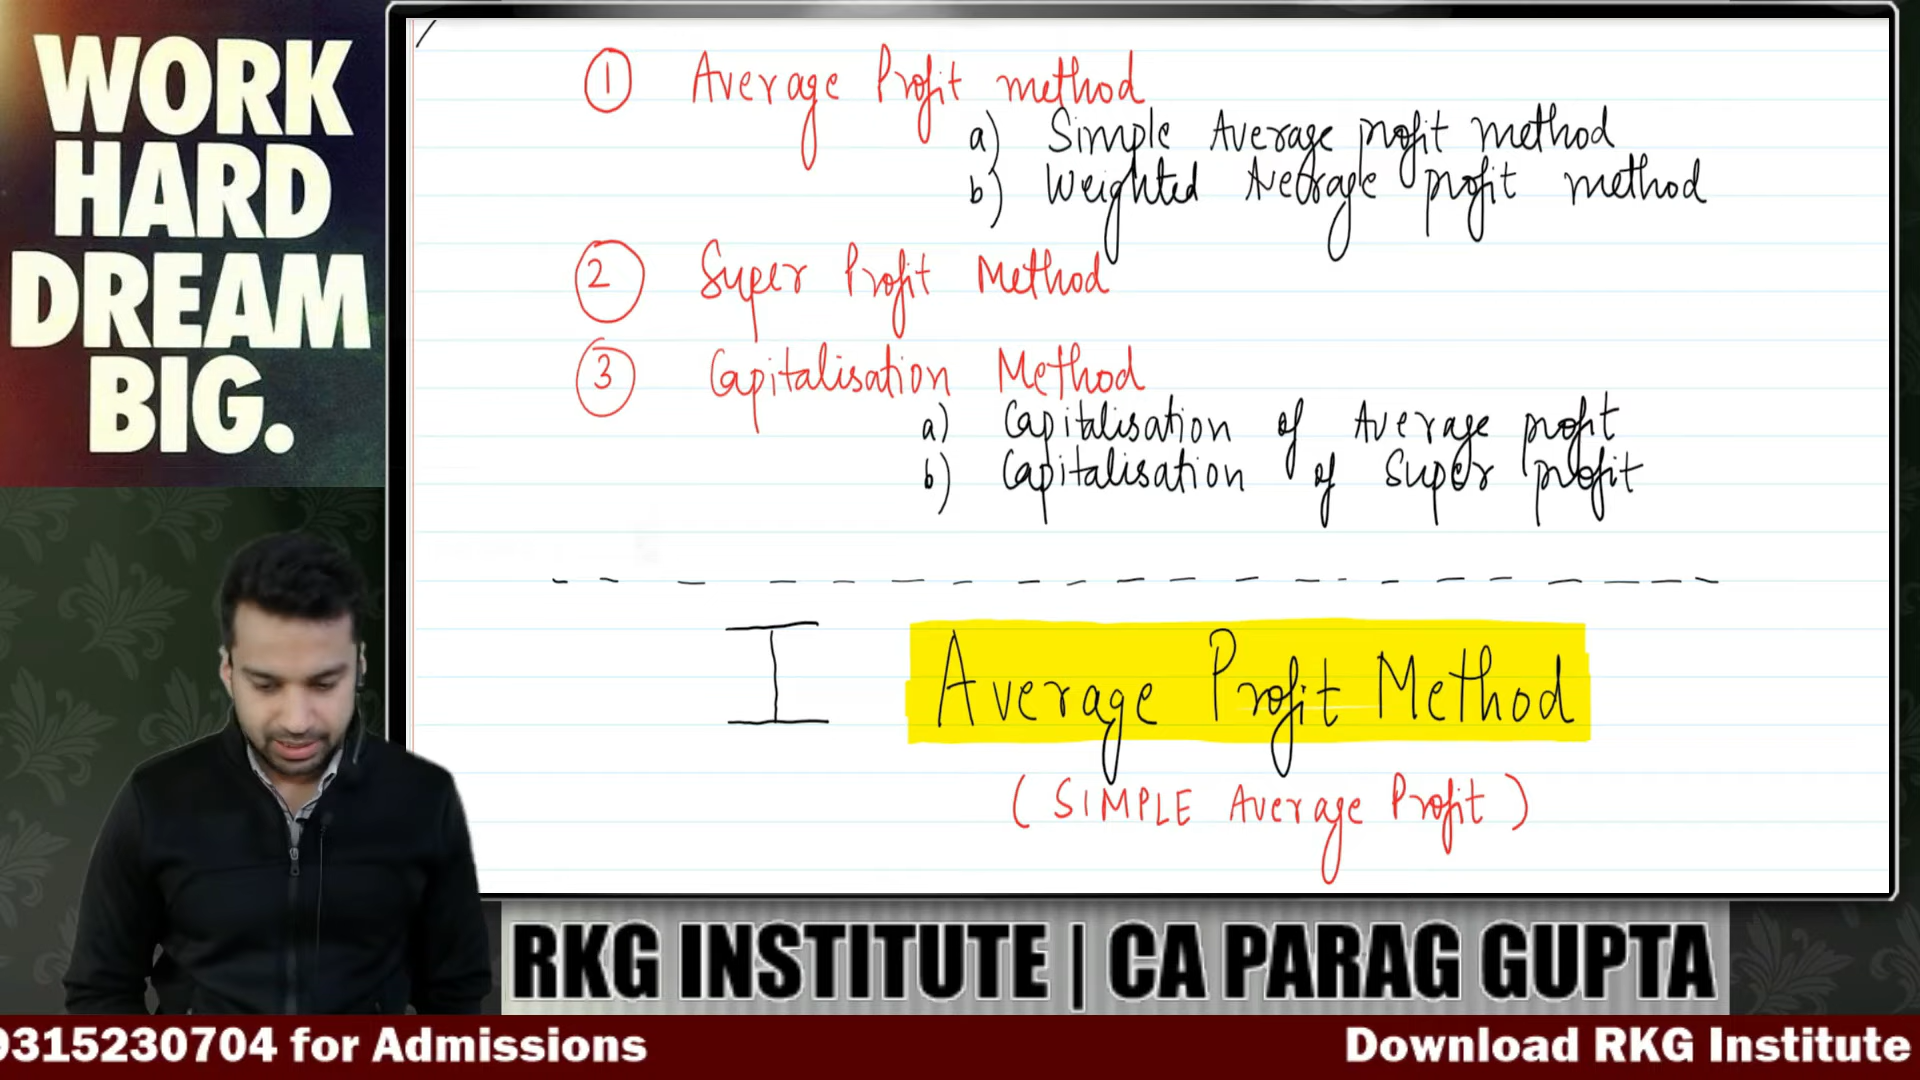 WORK
HARD
DREAM
BIG.
① Average Profit method
a) Simple Average profit method
b) Weighted Average profit method
② Super Profit Method
③ Capitalisation Method
a) Capitalisation of Average profit
b) Capitalisation of Super profit
I Average Profit Method
(SIMPLE Average Profit)
RKG INSTITUTE | CA PARAG GUPTA
9315230704 for Admissions
Download RKG Institute